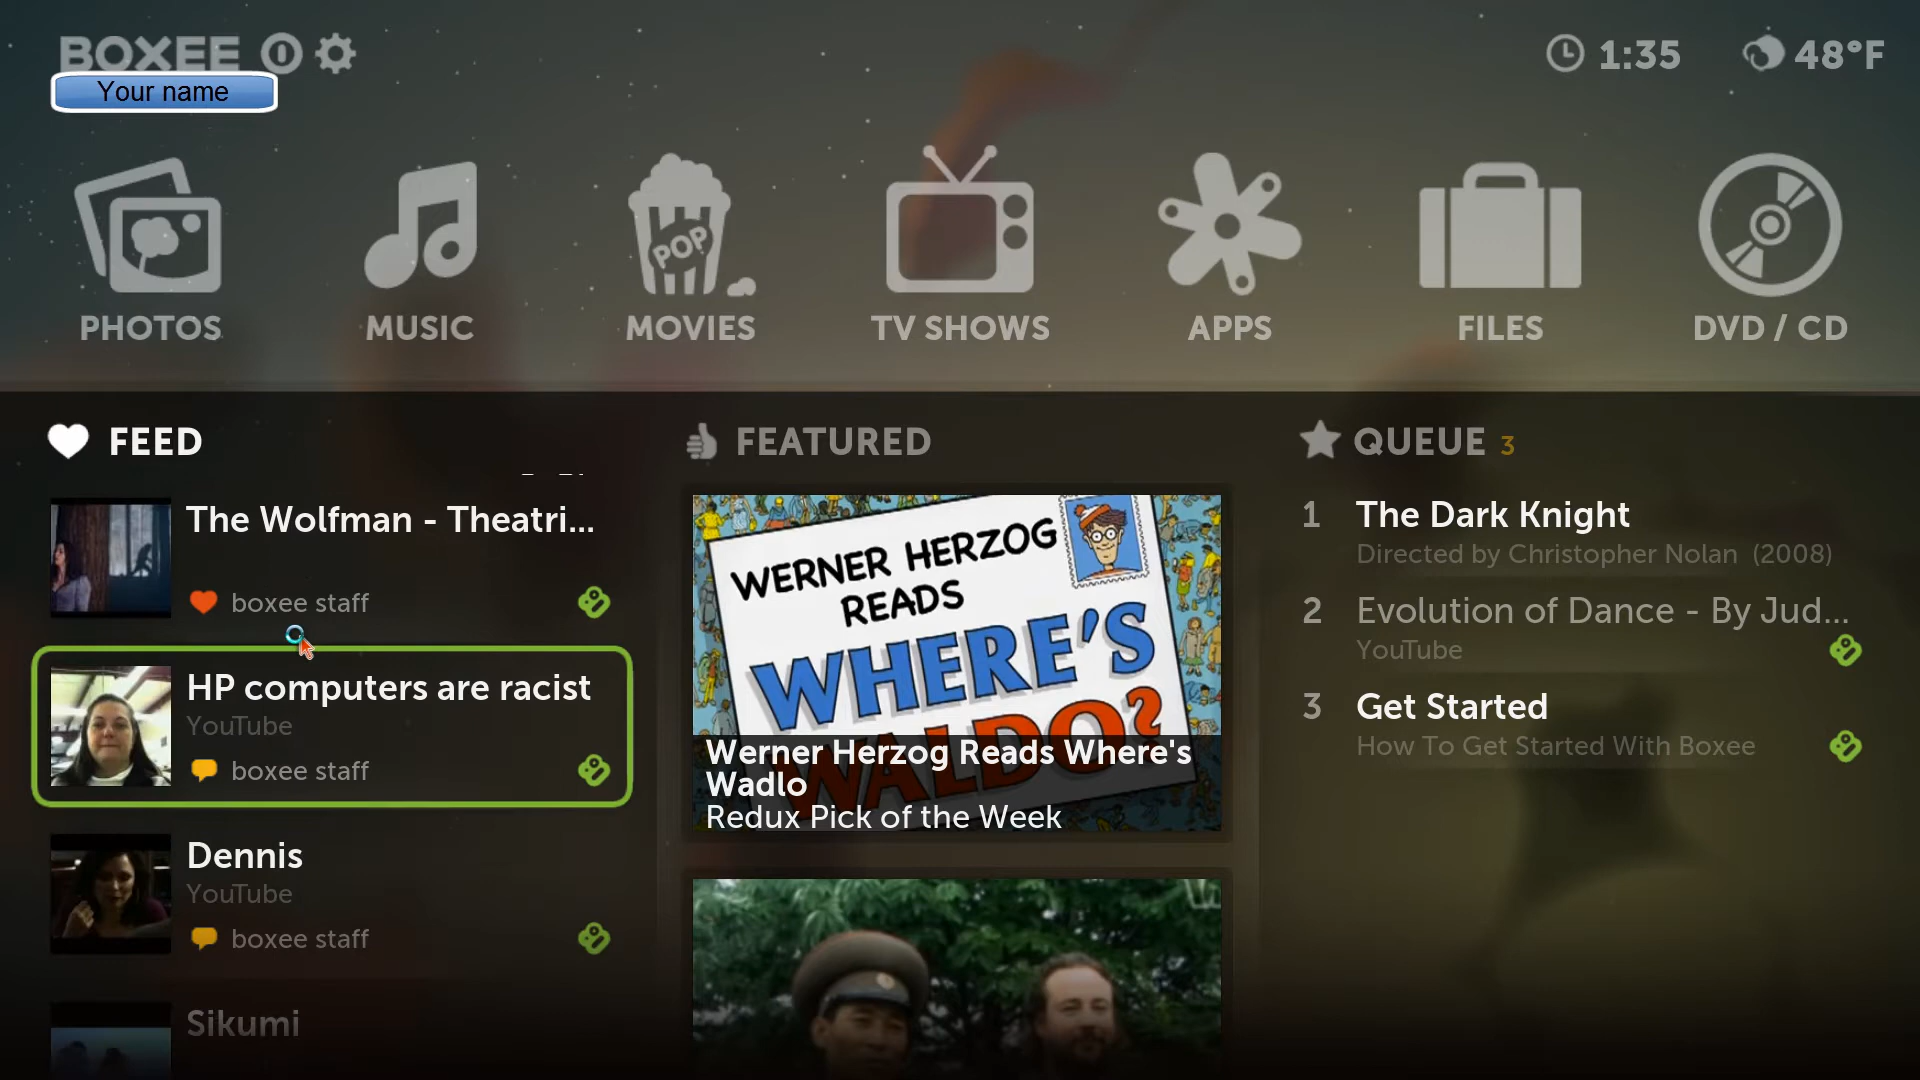 BOXEE
Your name
1:35
48°F
PHOTOS
MUSIC
MOVIES
TV SHOWS
APPS
FILES
DVD / CD
FEED
The Wolfman - Theatri...
boxee staff
HP computers are racist
YouTube
boxee staff
Dennis
YouTube
boxee staff
Sikumi
FEATURED
WERNER HERZOG
READS
WHERE'S
WALDO?
Werner Herzog Reads Where's
Wadlo
Redux Pick of the Week
QUEUE 3
1 The Dark Knight
Directed by Christopher Nolan (2008)
2 Evolution of Dance - By Jud...
YouTube
3 Get Started
How To Get Started With Boxee
POP